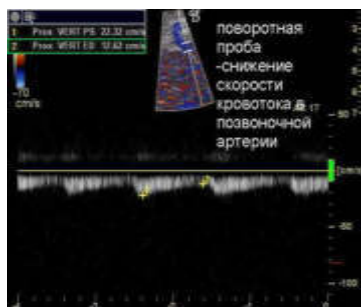 1 Prox. VERT PS 22.32 cm/s
2 Prox. VERT ED 12.62 cm/s
поворотная
проба
-снижение
скорости
кровотока в
позвоночной
артерии
-10
cm/s
[cm/s]
-50
-100